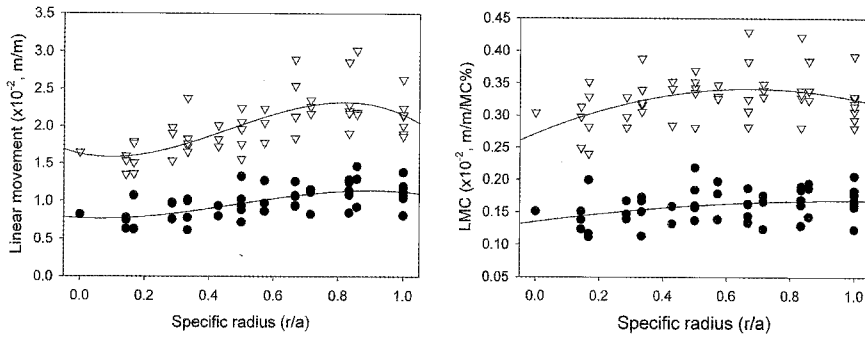 3.5
3.0
2.5
2.0
1.5
1.0
0.5
0.0
Linear movement (x10⁻², m/m)
0.0 0.2 0.4 0.6 0.8 1.0
Specific radius (r/a)
0.45
0.40
0.35
0.30
0.25
0.20
0.15
0.10
0.05
LMC (x10⁻², m/m/MC%)
0.0 0.2 0.4 0.6 0.8 1.0
Specific radius (r/a)